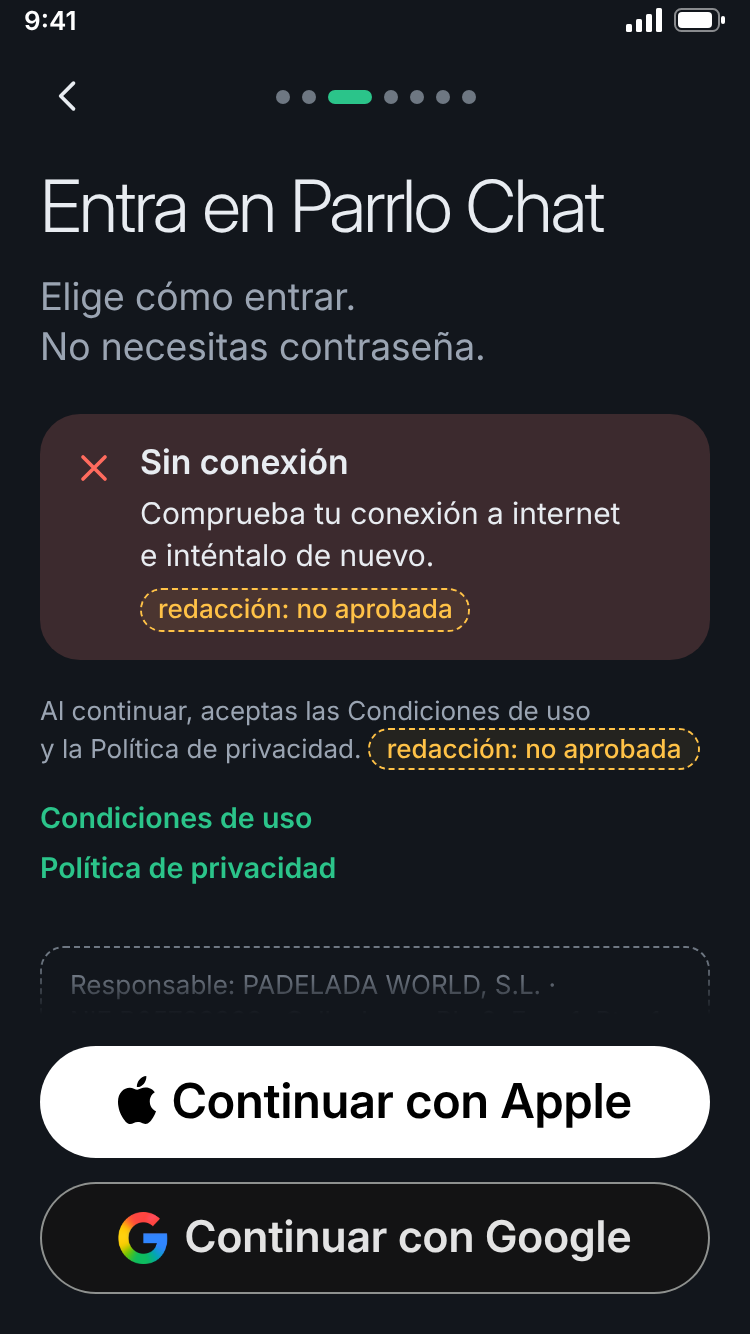 9:41
Entra en Parrlo Chat
Elige cómo entrar.
No necesitas contraseña.
Sin conexión
Comprueba tu conexión a internet
e inténtalo de nuevo.
redacción: no aprobada
Al continuar, aceptas las Condiciones de uso
y la Política de privacidad. redacción: no aprobada
Condiciones de uso
Política de privacidad
Responsable: PADELADA WORLD, S.L. ·
Continuar con Apple
Continuar con Google